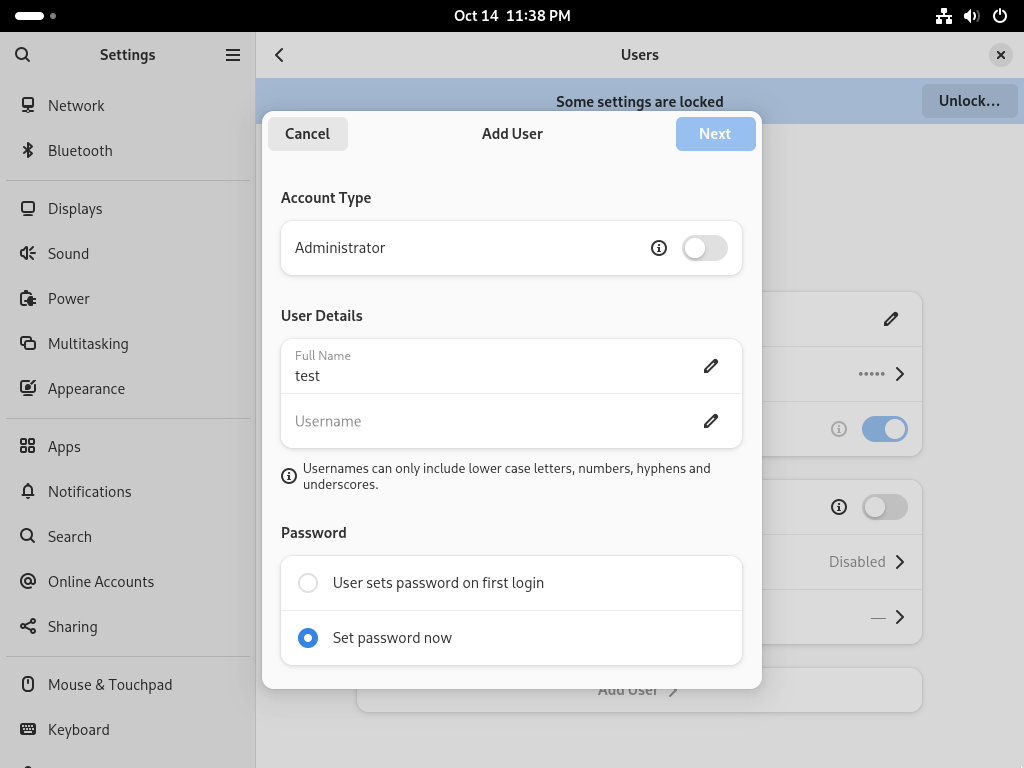 Oct 14 11:38 PM
Settings
Users
Some settings are locked
Unlock...
Network
Bluetooth
Displays
Sound
Power
Multitasking
Appearance
Apps
Notifications
Search
Online Accounts
Sharing
Mouse & Touchpad
Keyboard
Cancel
Add User
Next
Account Type
Administrator
User Details
Full Name
test
Username
Usernames can only include lower case letters, numbers, hyphens and
underscores.
Password
User sets password on first login
Set password now
Disabled
—
Add User